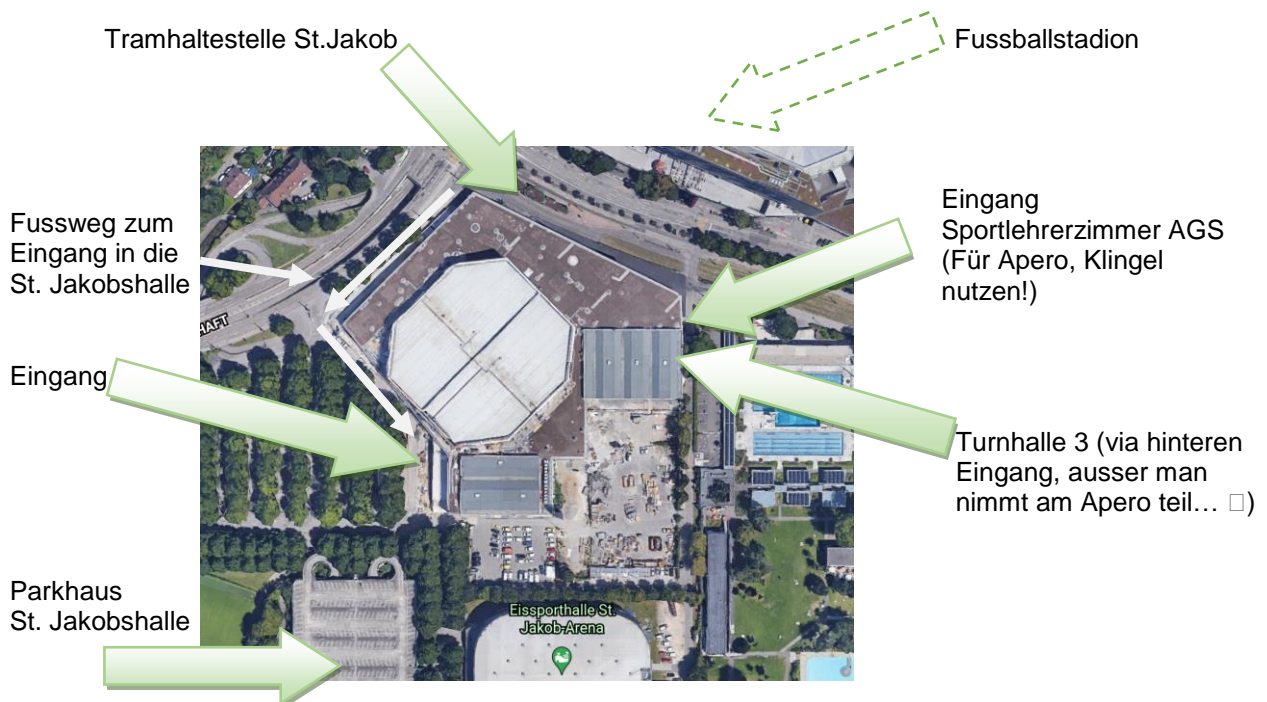 Tramhaltestelle St.Jakob
Fussballstadion
Fussweg zum
Eingang in die
St. Jakobshalle
Eingang
Sportlehrerzimmer AGS
(Für Apero, Klingel
nutzen!)
HAFT
Eingang
Turnhalle 3 (via hinteren
Eingang, ausser man
nimmt am Apero teil… □)
Parkhaus
St. Jakobshalle
Eissporthalle St.
Jakob-Arena